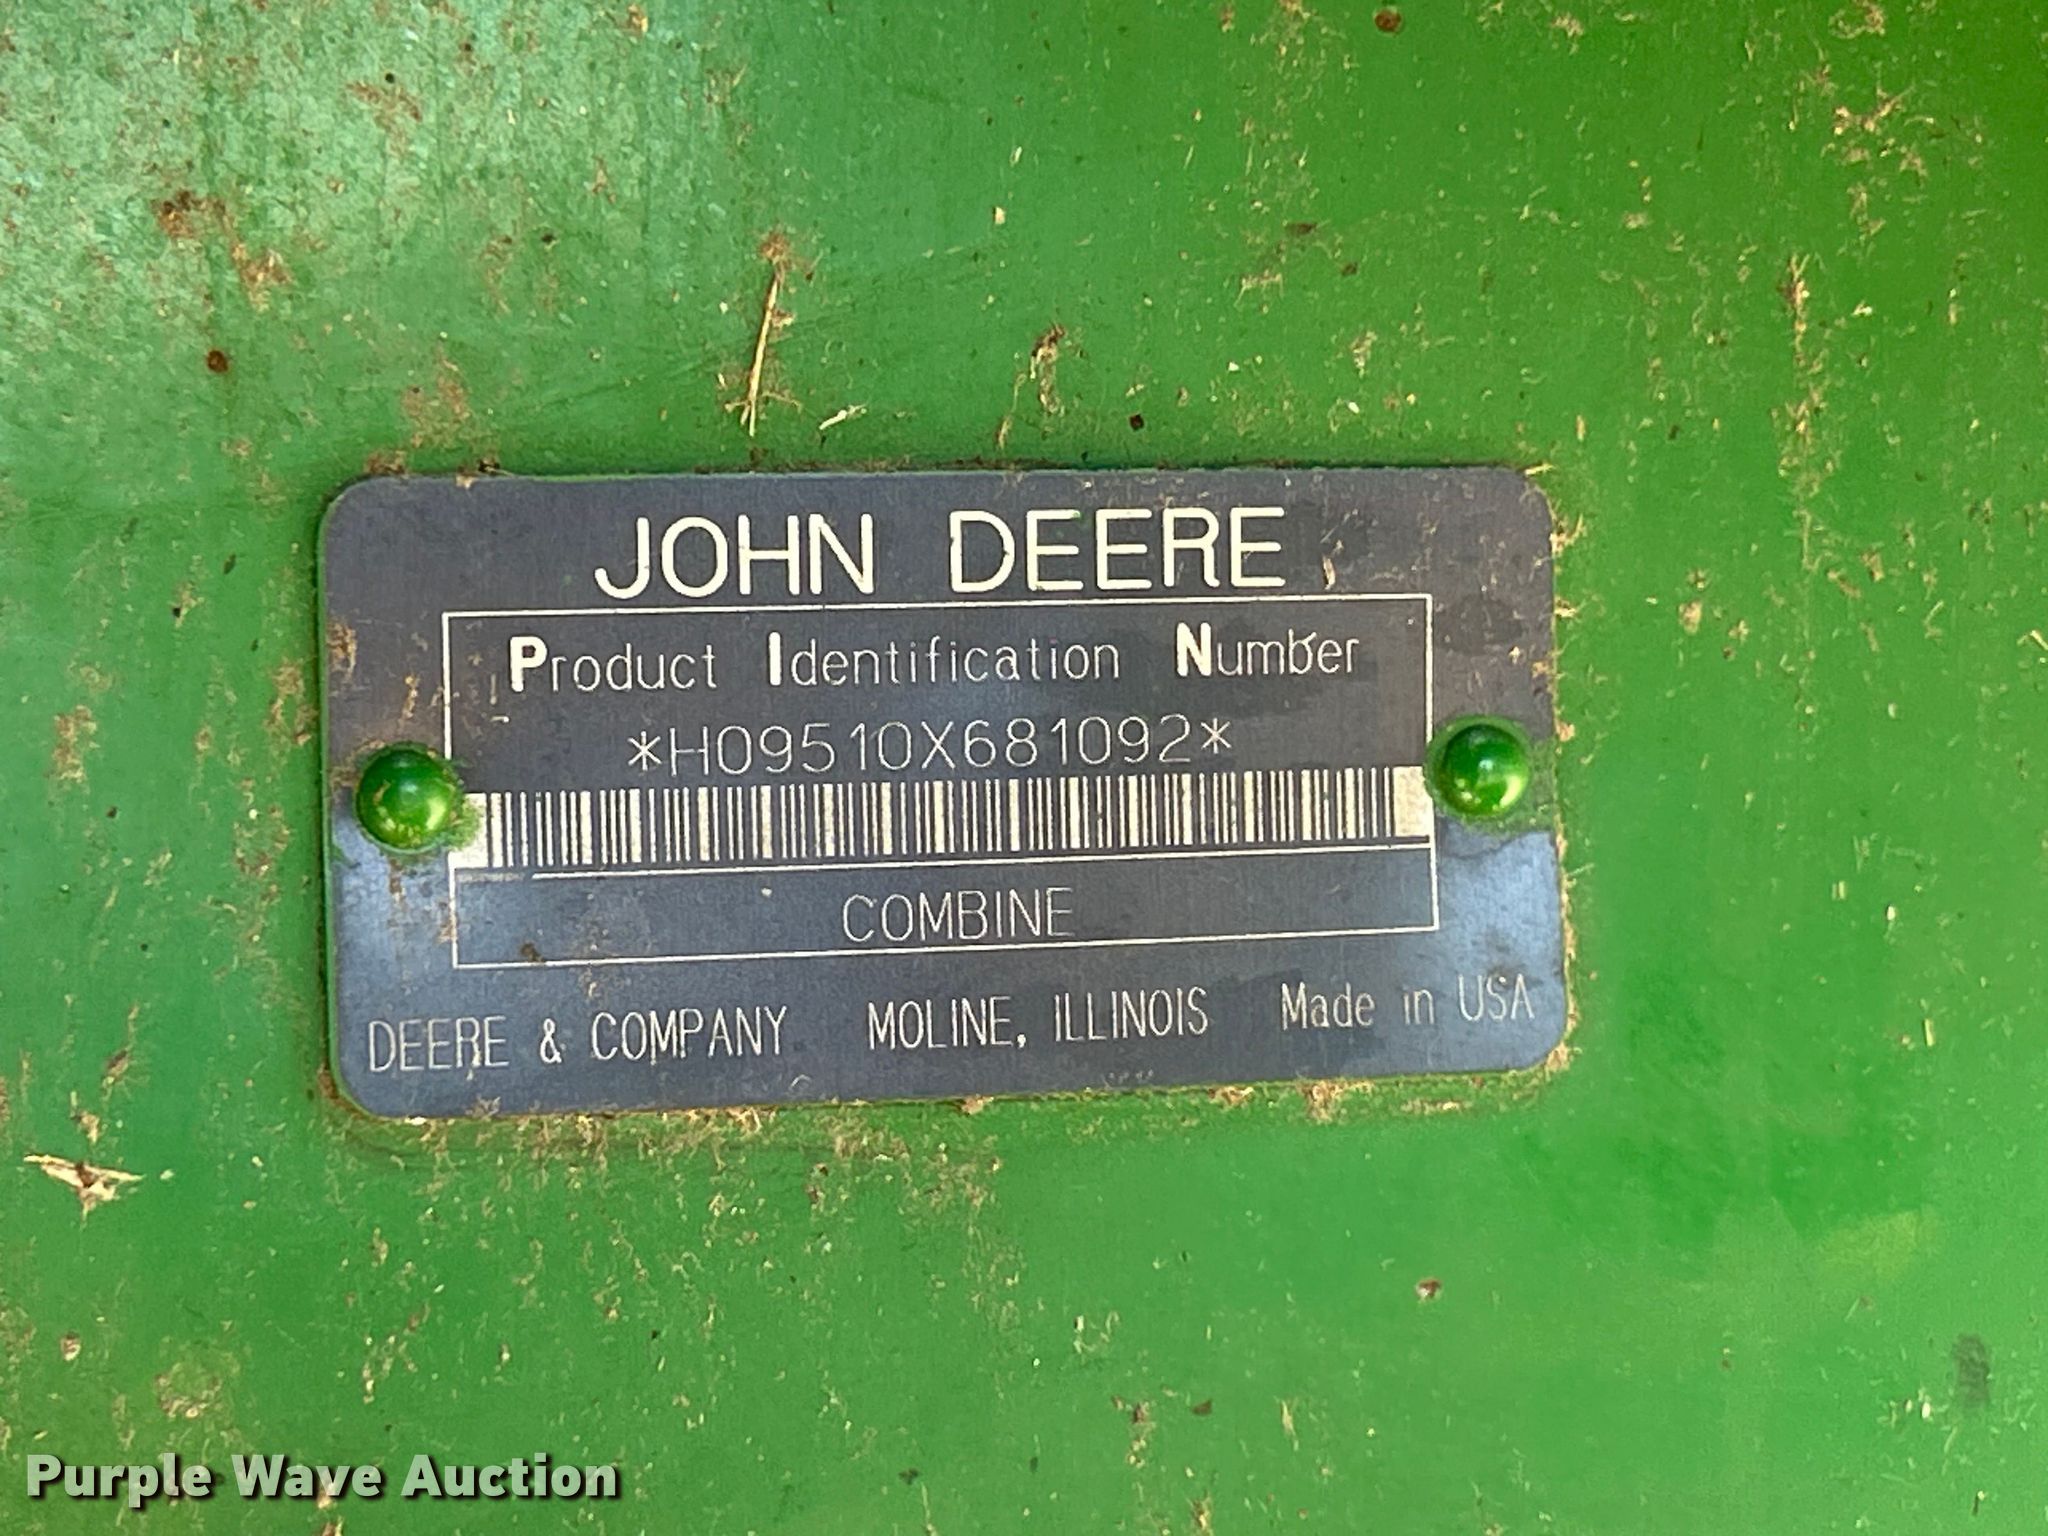 JOHN DEERE
Product Identification Number
*H09510X681092*
COMBINE
DEERE & COMPANY MOLINE, ILLINOIS Made in USA
Purple Wave Auction